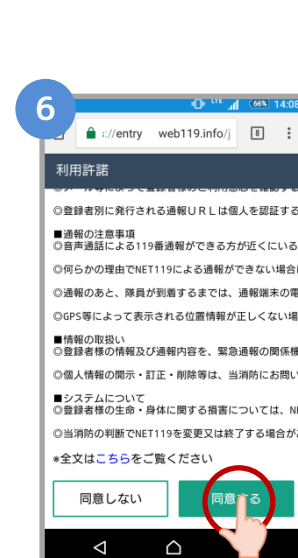 6
LTE 66% 14:08
://entry web119.info/j 8
利用許諾
◎登録者別に発行される通報URLは個人を認証する
■通報の注意事項
◎音声通話による119番通報ができる方が近くにいる
◎何らかの理由でNET119による通報ができない場合
◎通報のあと、隊員が到着するまでは、通報端末の電
◎GPS等によって表示される位置情報が正しくない場
■情報の取扱い
◎登録者様の情報及び通報内容を、緊急通報の関係機
◎個人情報の開示・訂正・削除等は、当消防にお問い
■システムについて
◎登録者様の生命・身体に関する損害については、NE
◎当消防の判断でNET119を変更又は終了する場合が
※全文はこちらをご覧ください
同意しない 同意する